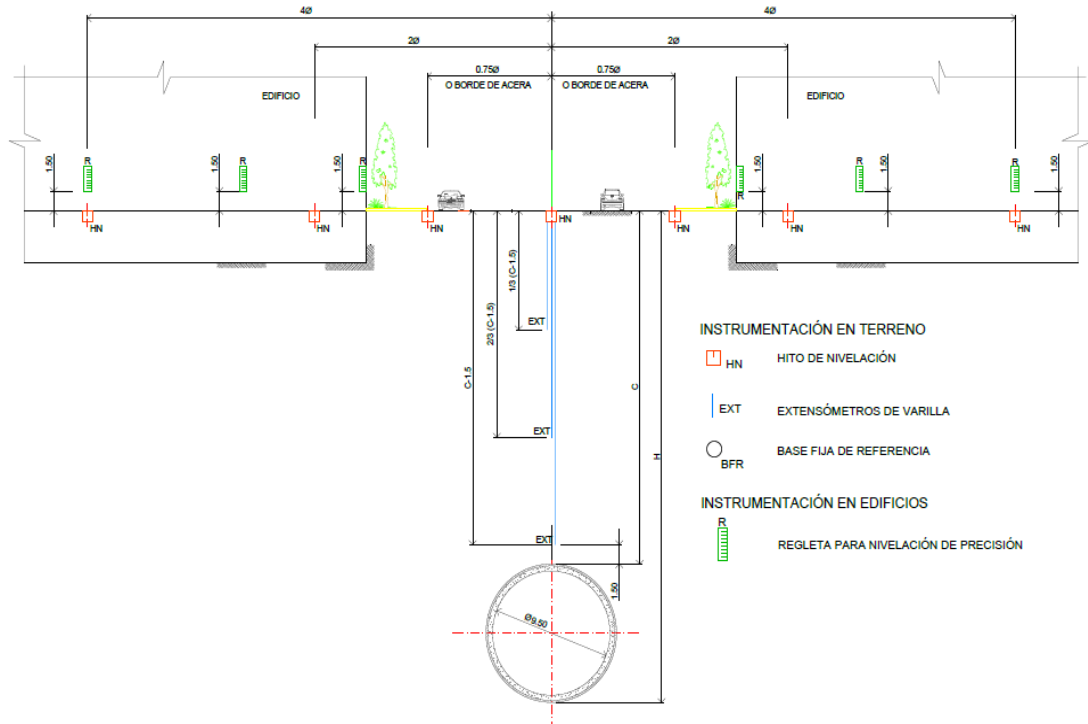 4Ø 4Ø
2Ø 2Ø
0.75Ø 0.75Ø
O BORDE DE ACERA O BORDE DE ACERA
EDIFICIO EDIFICIO
R R R R R R
1.50 1.50 1.50 1.50 1.50 1.50
HN HN HN HN HN HN HN
1/3 (C-1.5)
2/3 (C-1.5)
C-1.5
C
H
EXT
EXT
EXT
1.50
Ø9.50
INSTRUMENTACIÓN EN TERRENO
HN HITO DE NIVELACIÓN
EXT EXTENSÓMETROS DE VARILLA
BFR BASE FIJA DE REFERENCIA
INSTRUMENTACIÓN EN EDIFICIOS
R
REGLETA PARA NIVELACIÓN DE PRECISIÓN